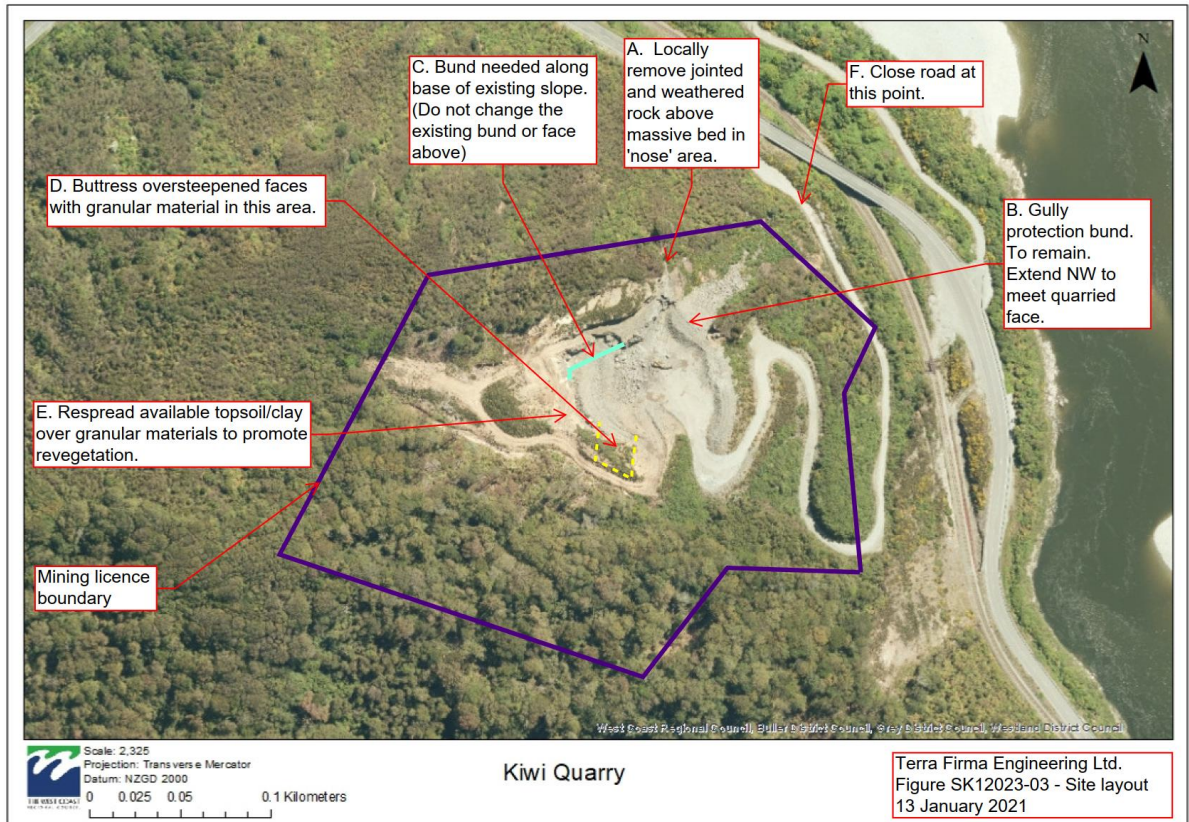 A. Locally
remove jointed
and weathered
rock above
massive bed in
'nose' area.
C. Bund needed along
base of existing slope.
(Do not change the
existing bund or face
above)
F. Close road at
this point.
N
D. Buttress oversteepened faces
with granular material in this area.
B. Gully
protection bund.
To remain.
Extend NW to
meet quarried
face.
E. Respread available topsoil/clay
over granular materials to promote
revegetation.
Mining licence
boundary
West Coast Regional Council, Buller District Council, Grey District Council, Westland District Council
THE WEST COAST
REGIONAL COUNCIL
Scale: 2,325
Projection: Transverse Mercator
Datum: NZGD 2000
0 0.025 0.05 0.1 Kilometers
Kiwi Quarry
Terra Firma Engineering Ltd.
Figure SK12023-03 - Site layout
13 January 2021